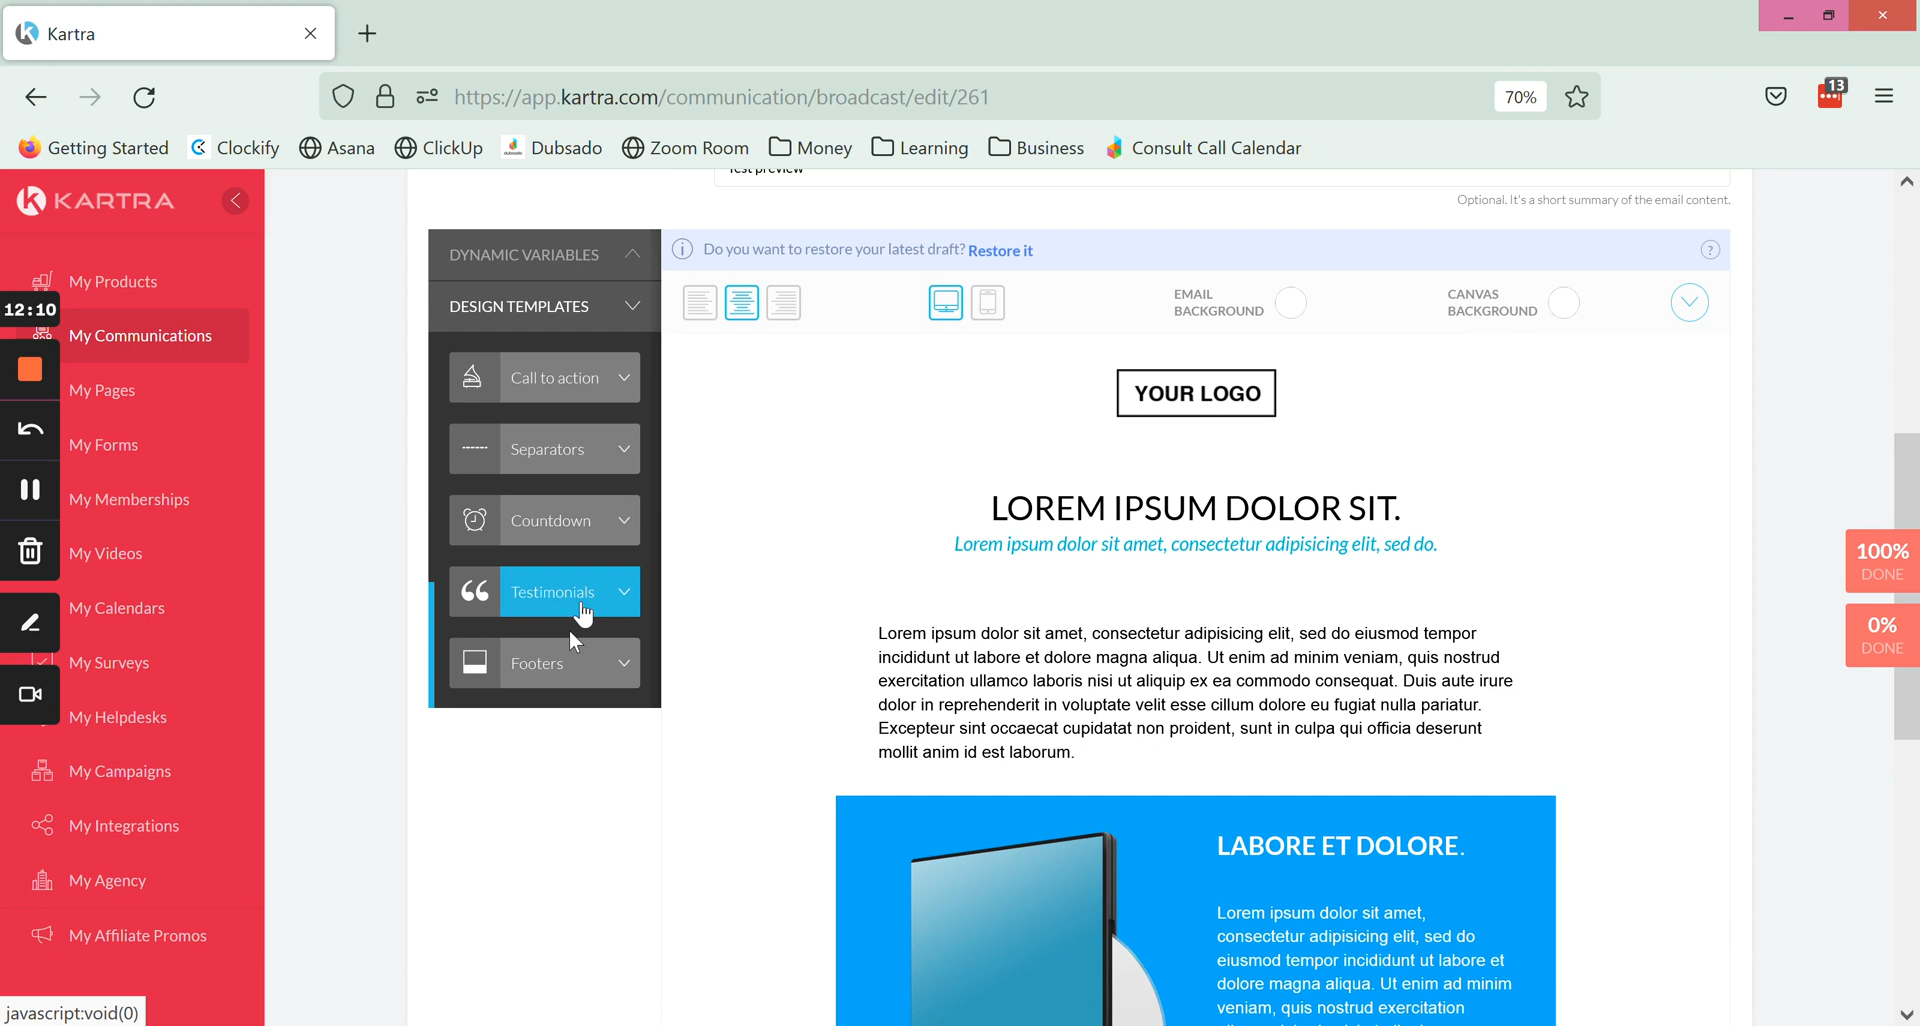 Kartra
https://app.kartra.com/communication/broadcast/edit/261
70%
13
Getting Started
Clockify
Asana
ClickUp
Dubsado
Zoom Room
Money
Learning
Business
Consult Call Calendar
KARTRA
My Products
12:10
My Communications
My Pages
My Forms
My Memberships
My Videos
My Calendars
My Surveys
My Helpdesks
My Campaigns
My Integrations
My Agency
My Affiliate Promos
javascript:void(0)
Test preview
Optional. It's a short summary of the email content.
DYNAMIC VARIABLES
DESIGN TEMPLATES
Call to action
Separators
Countdown
Testimonials
Footers
Do you want to restore your latest draft? Restore it
?
EMAIL
BACKGROUND
CANVAS
BACKGROUND
YOUR LOGO
LOREM IPSUM DOLOR SIT.
Lorem ipsum dolor sit amet, consectetur adipisicing elit, sed do.
Lorem ipsum dolor sit amet, consectetur adipisicing elit, sed do eiusmod tempor
incididunt ut labore et dolore magna aliqua. Ut enim ad minim veniam, quis nostrud
exercitation ullamco laboris nisi ut aliquip ex ea commodo consequat. Duis aute irure
dolor in reprehenderit in voluptate velit esse cillum dolore eu fugiat nulla pariatur.
Excepteur sint occaecat cupidatat non proident, sunt in culpa qui officia deserunt
mollit anim id est laborum.
LABORE ET DOLORE.
Lorem ipsum dolor sit amet,
consectetur adipisicing elit, sed do
eiusmod tempor incididunt ut labore et
dolore magna aliqua. Ut enim ad minim
veniam, quis nostrud exercitation
100%
DONE
0%
DONE